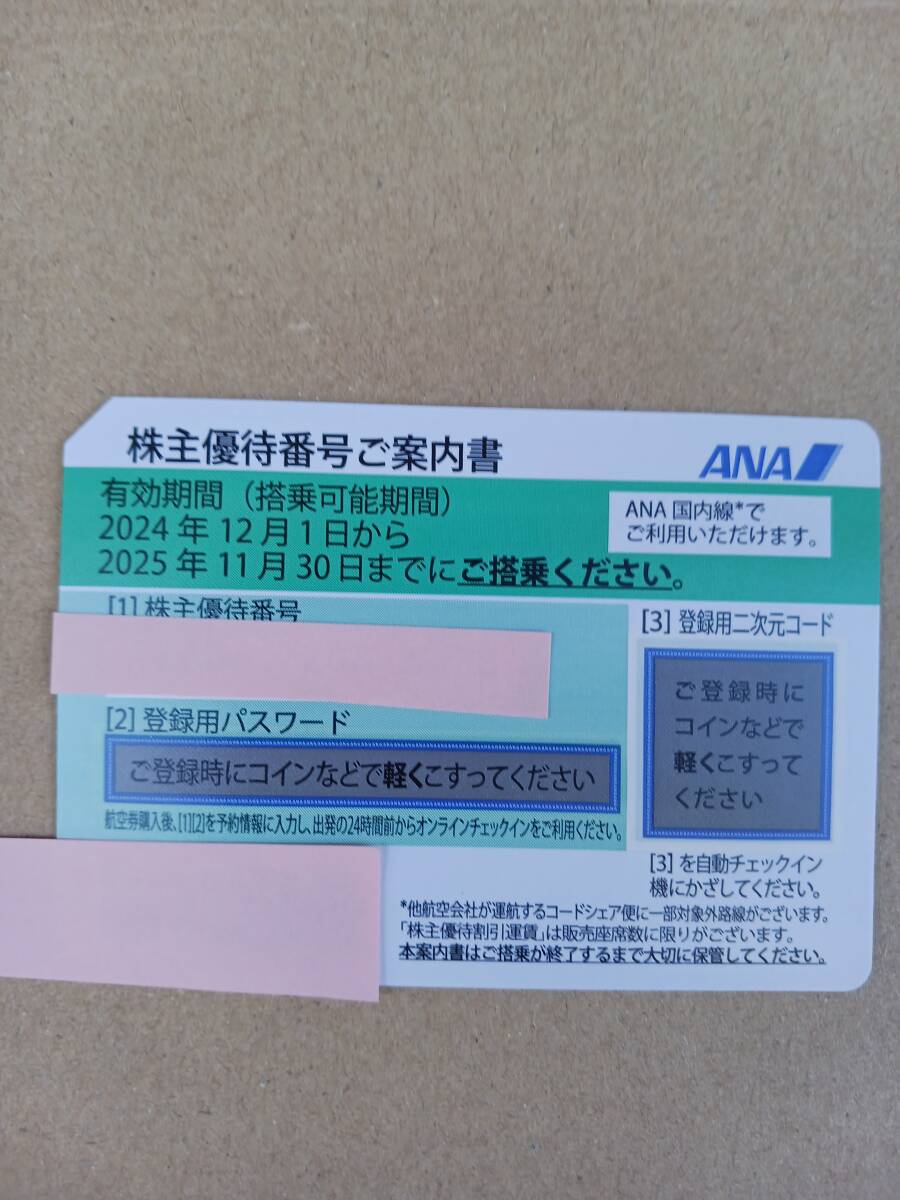 株主優待番号ご案内書
ANA
有効期間（搭乗可能期間）
2024年12月1日から
2025年11月30日までにご搭乗ください。
ANA国内線*で
ご利用いただけます。
[1]株主優待番号
[2]登録用パスワード
ご登録時にコインなどで軽くこすってください
航空券購入後、[1][2]を予約情報に入力し、出発の24時間前からオンラインチェックインをご利用ください。
[3]登録用二次元コード
ご登録時に
コインなどで
軽くこすって
ください
[3]を自動チェックイン
機にかざしてください。
*他航空会社が運航するコードシェア便に一部対象外路線がございます。
「株主優待割引運賃」は販売座席数に限りがございます。
本案内書はご搭乗が終了するまで大切に保管してください。